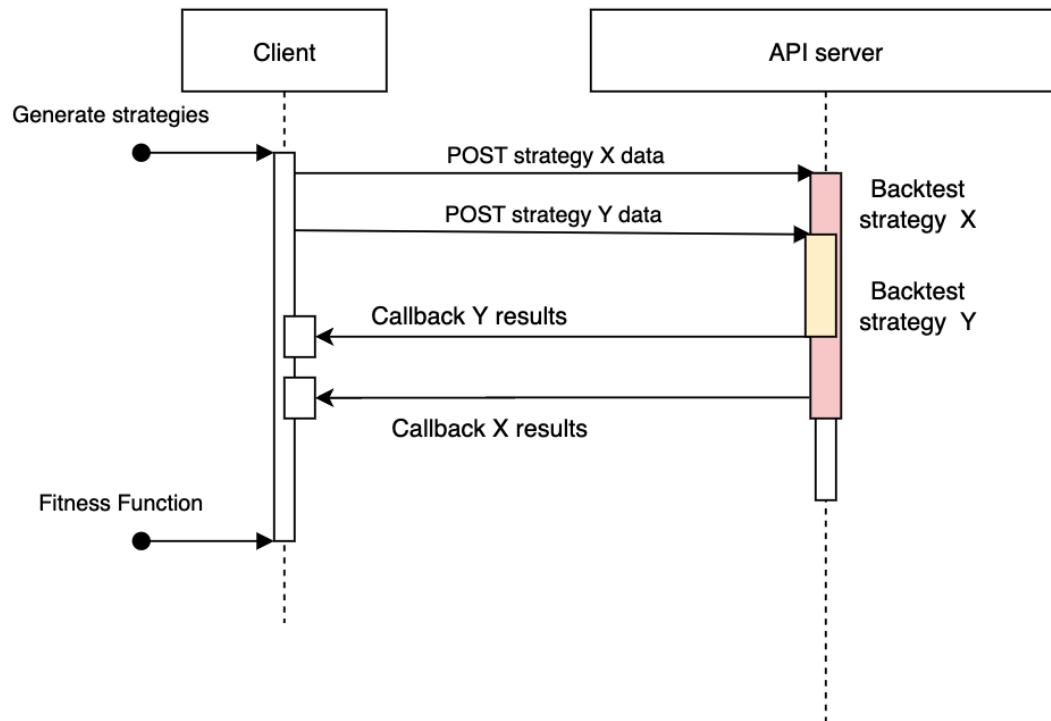 Client
API server
Generate strategies
POST strategy X data
Backtest
strategy X
POST strategy Y data
Backtest
strategy Y
Callback Y results
Callback X results
Fitness Function